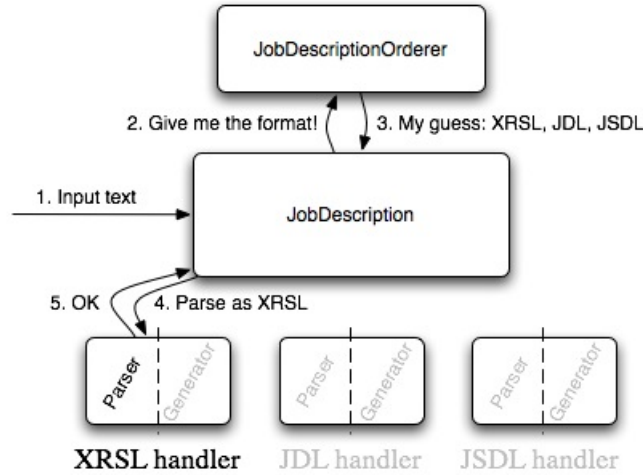 JobDescriptionOrderer
2. Give me the format!
3. My guess: XRSL, JDL, JSDL
1. Input text
JobDescription
5. OK
4. Parse as XRSL
Parser
Generator
Parser
Generator
Parser
Generator
XRSL handler
JDL handler
JSDL handler